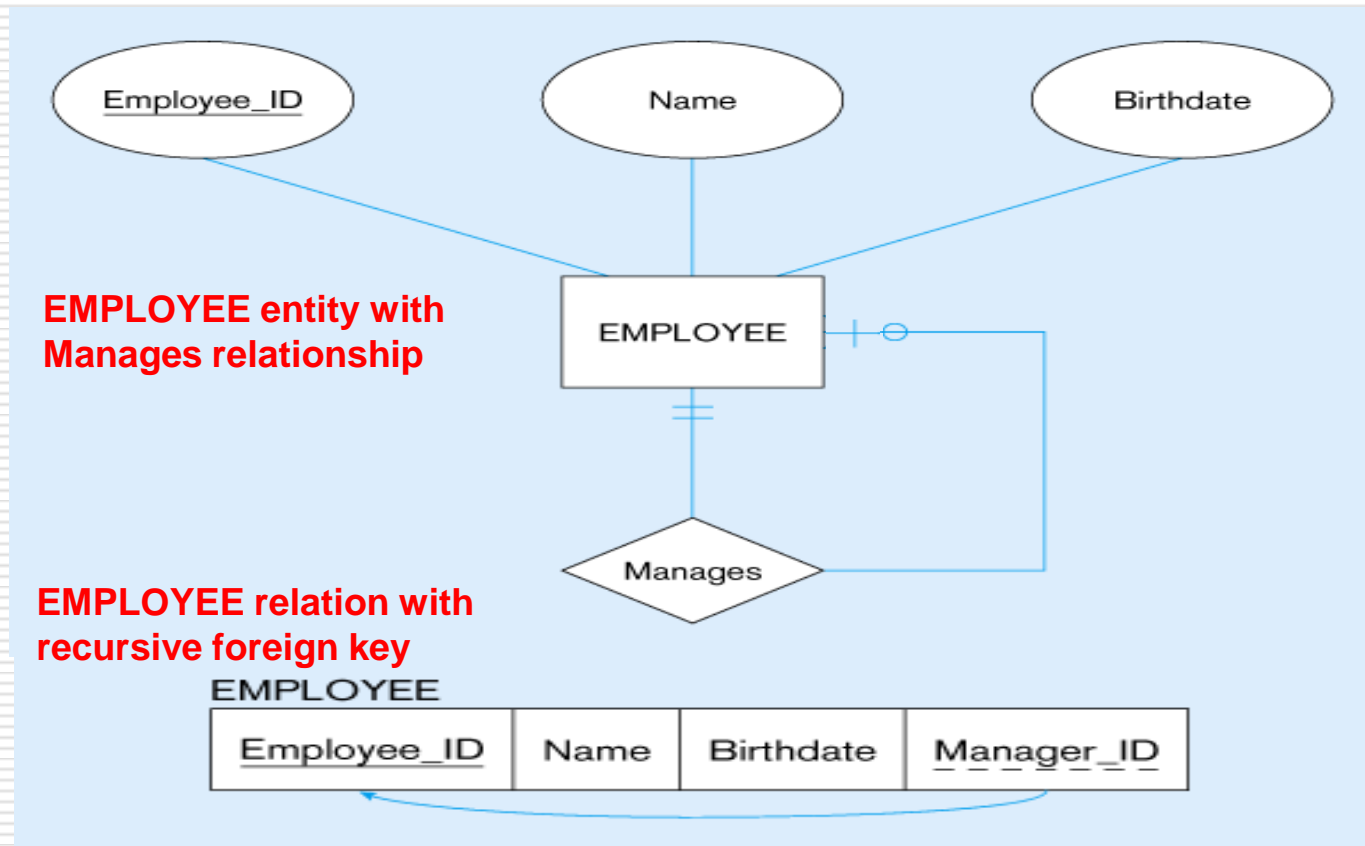 Employee_ID
Name
Birthdate
EMPLOYEE entity with
Manages relationship
EMPLOYEE
Manages
EMPLOYEE relation with
recursive foreign key
EMPLOYEE
Employee_ID Name Birthdate Manager_ID